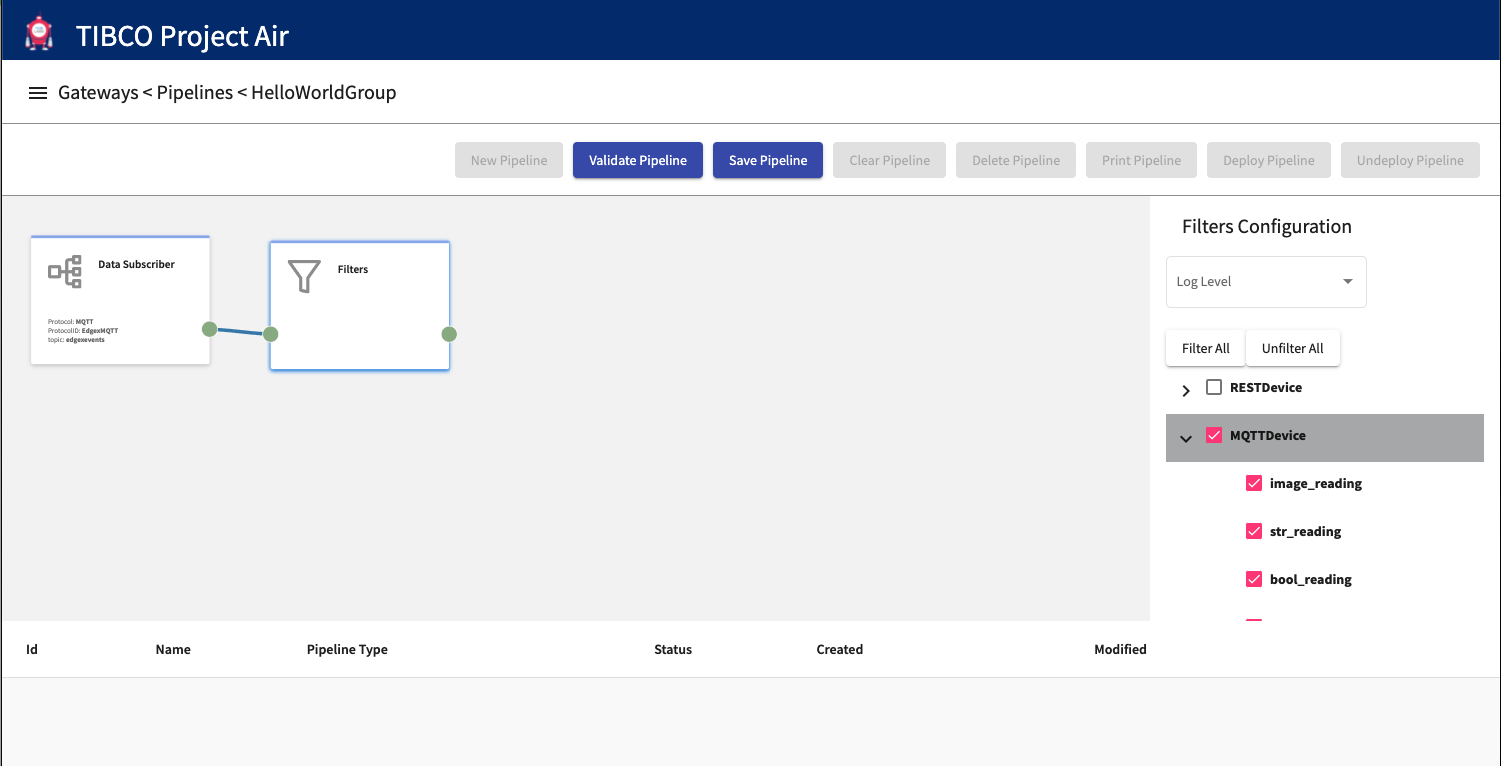 TIBCO Project Air
Gateways < Pipelines < HelloWorldGroup
New Pipeline Validate Pipeline Save Pipeline Clear Pipeline Delete Pipeline Print Pipeline Deploy Pipeline Undeploy Pipeline
Data Subscriber
Protocol: MQTT
ProtocolID: EdgexMQTT
topic: edgexevents
Filters
Filters Configuration
Log Level
Filter All Unfilter All
RESTDevice
MQTTDevice
image_reading
str_reading
bool_reading
Id Name Pipeline Type Status Created Modified